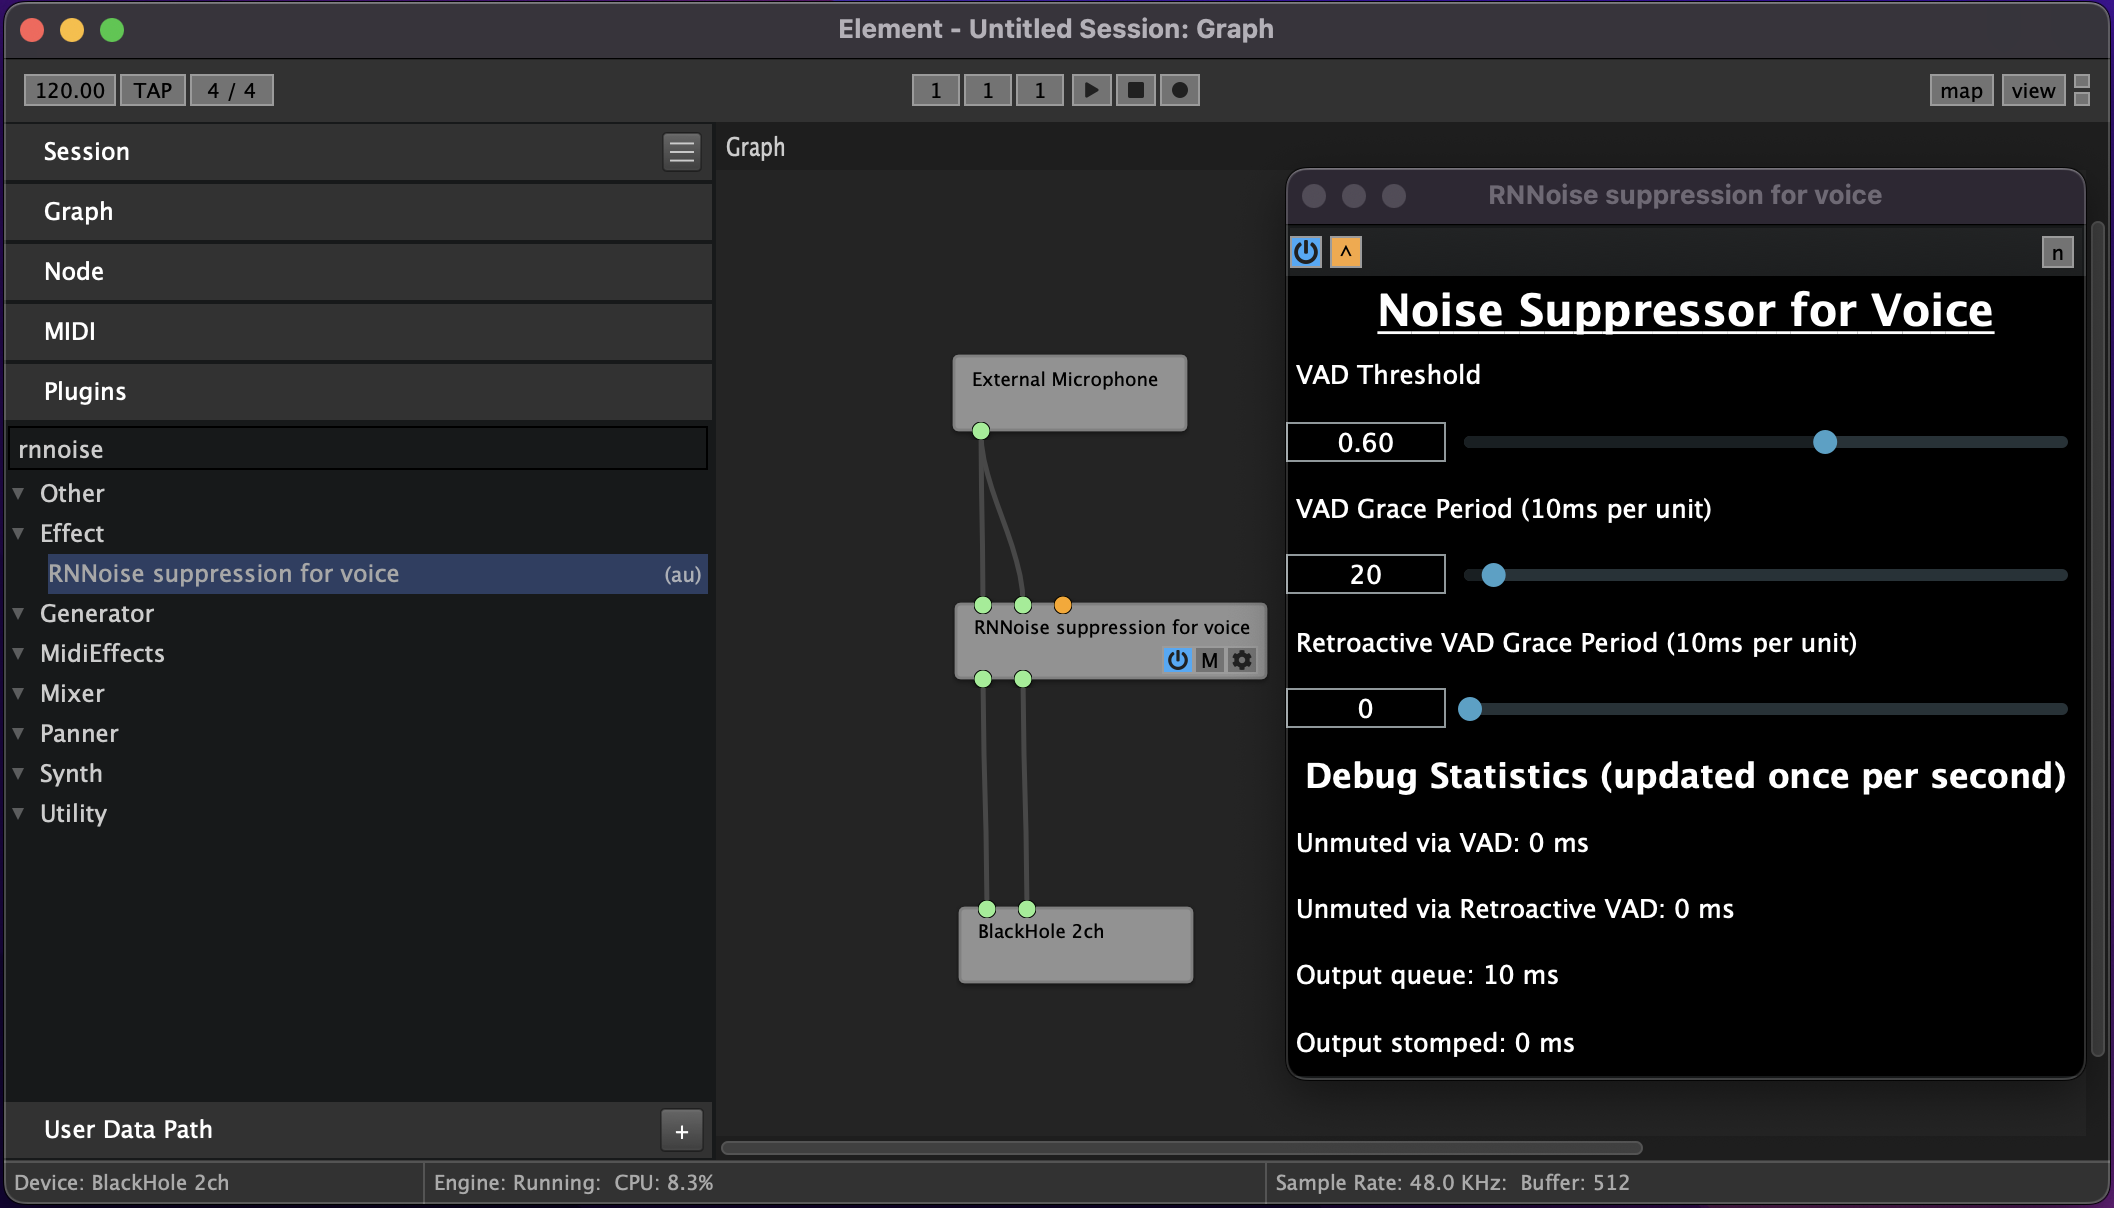 Element - Untitled Session: Graph
120.00 TAP 4 / 4 1 1 1 map view
Session
Graph
Node
MIDI
Plugins
rnnoise
Other
Effect
RNNoise suppression for voice (au)
Generator
MidiEffects
Mixer
Panner
Synth
Utility
User Data Path +
Graph
External Microphone
RNNoise suppression for voice
M
BlackHole 2ch
RNNoise suppression for voice
^ n
Noise Suppressor for Voice
VAD Threshold
0.60
VAD Grace Period (10ms per unit)
20
Retroactive VAD Grace Period (10ms per unit)
0
Debug Statistics (updated once per second)
Unmuted via VAD: 0 ms
Unmuted via Retroactive VAD: 0 ms
Output queue: 10 ms
Output stomped: 0 ms
Device: BlackHole 2ch Engine: Running: CPU: 8.3% Sample Rate: 48.0 KHz: Buffer: 512